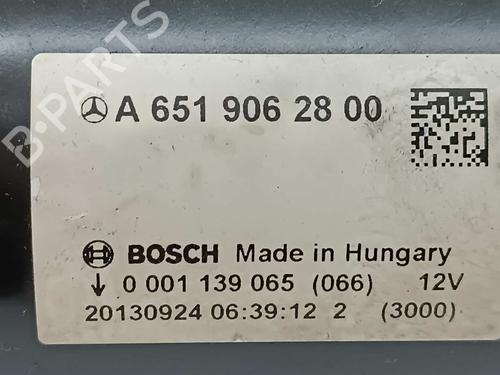 A 651 906 28 00
BOSCH Made in Hungary
0 001 139 065 (066) 12V
20130924 06:39:12 2 (3000)
B-PARTS